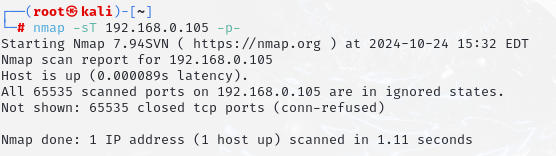 ┌──(root㉿kali)-[~]
└─# nmap -sT 192.168.0.105 -p-
Starting Nmap 7.94SVN ( https://nmap.org ) at 2024-10-24 15:32 EDT
Nmap scan report for 192.168.0.105
Host is up (0.000089s latency).
All 65535 scanned ports on 192.168.0.105 are in ignored states.
Not shown: 65535 closed tcp ports (conn-refused)
Nmap done: 1 IP address (1 host up) scanned in 1.11 seconds